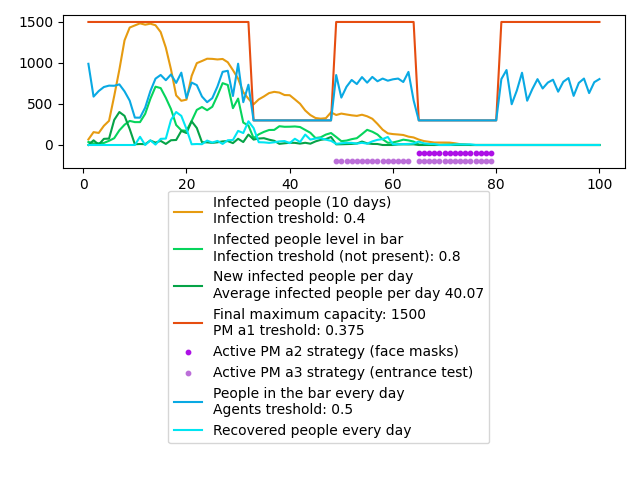 1500
1000
500
0
0 20 40 60 80 100
Infected people (10 days)
Infection treshold: 0.4
Infected people level in bar
Infection treshold (not present): 0.8
New infected people per day
Average infected people per day 40.07
Final maximum capacity: 1500
PM a1 treshold: 0.375
Active PM a2 strategy (face masks)
Active PM a3 strategy (entrance test)
People in the bar every day
Agents treshold: 0.5
Recovered people every day